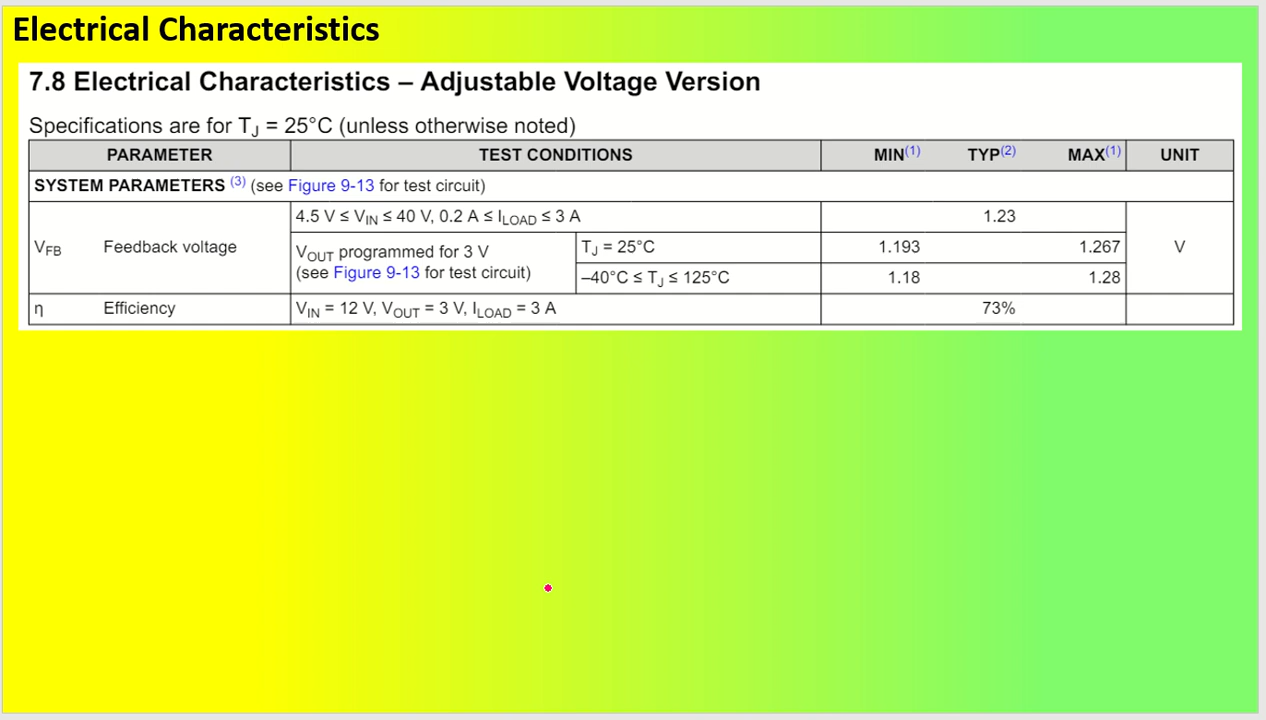 Electrical Characteristics
7.8 Electrical Characteristics – Adjustable Voltage Version
Specifications are for TJ = 25°C (unless otherwise noted)
PARAMETER TEST CONDITIONS MIN(1) TYP(2) MAX(1) UNIT
SYSTEM PARAMETERS (3) (see Figure 9-13 for test circuit)
VFB Feedback voltage 4.5 V ≤ VIN ≤ 40 V, 0.2 A ≤ ILOAD ≤ 3 A 1.23 V
VOUT programmed for 3 V
(see Figure 9-13 for test circuit)
TJ = 25°C 1.193 1.267
–40°C ≤ TJ ≤ 125°C 1.18 1.28
η Efficiency VIN = 12 V, VOUT = 3 V, ILOAD = 3 A 73%